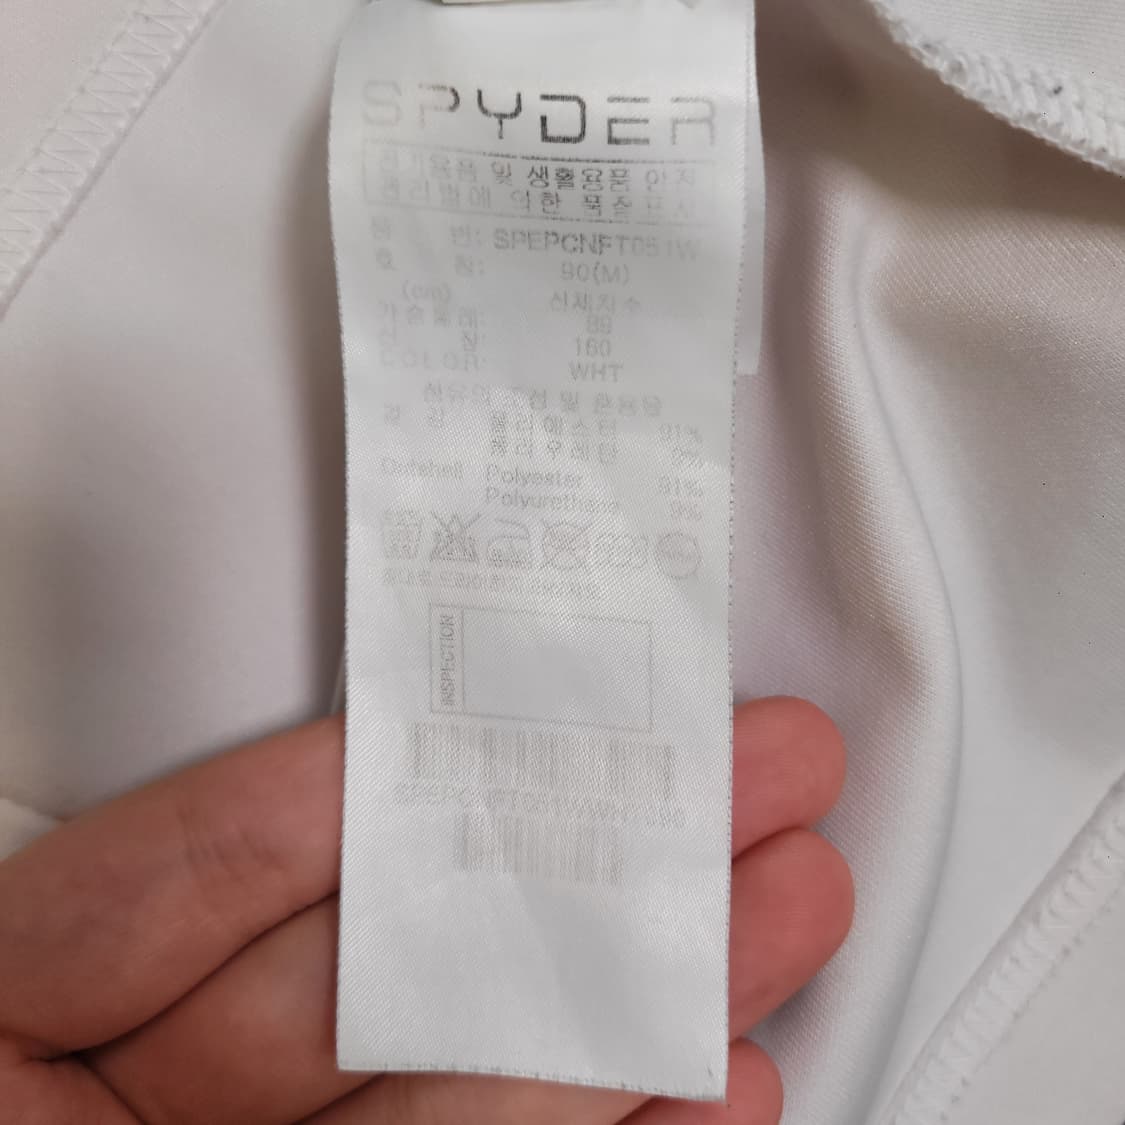 SPYDER
전기용품 및 생활용품 안전
관리법에 의한 품질표시
품 번: SPEPCNFT051W
호 칭: 90(M)
(cm) 신체치수
가슴둘레: 89
신 장: 160
COLOR: WHT
섬유의 조성 및 혼용률
겉 감 폴리에스터 91%
폴리우레탄 9%
Outshell Polyester 91%
Polyurethane 9%
INSPECTION